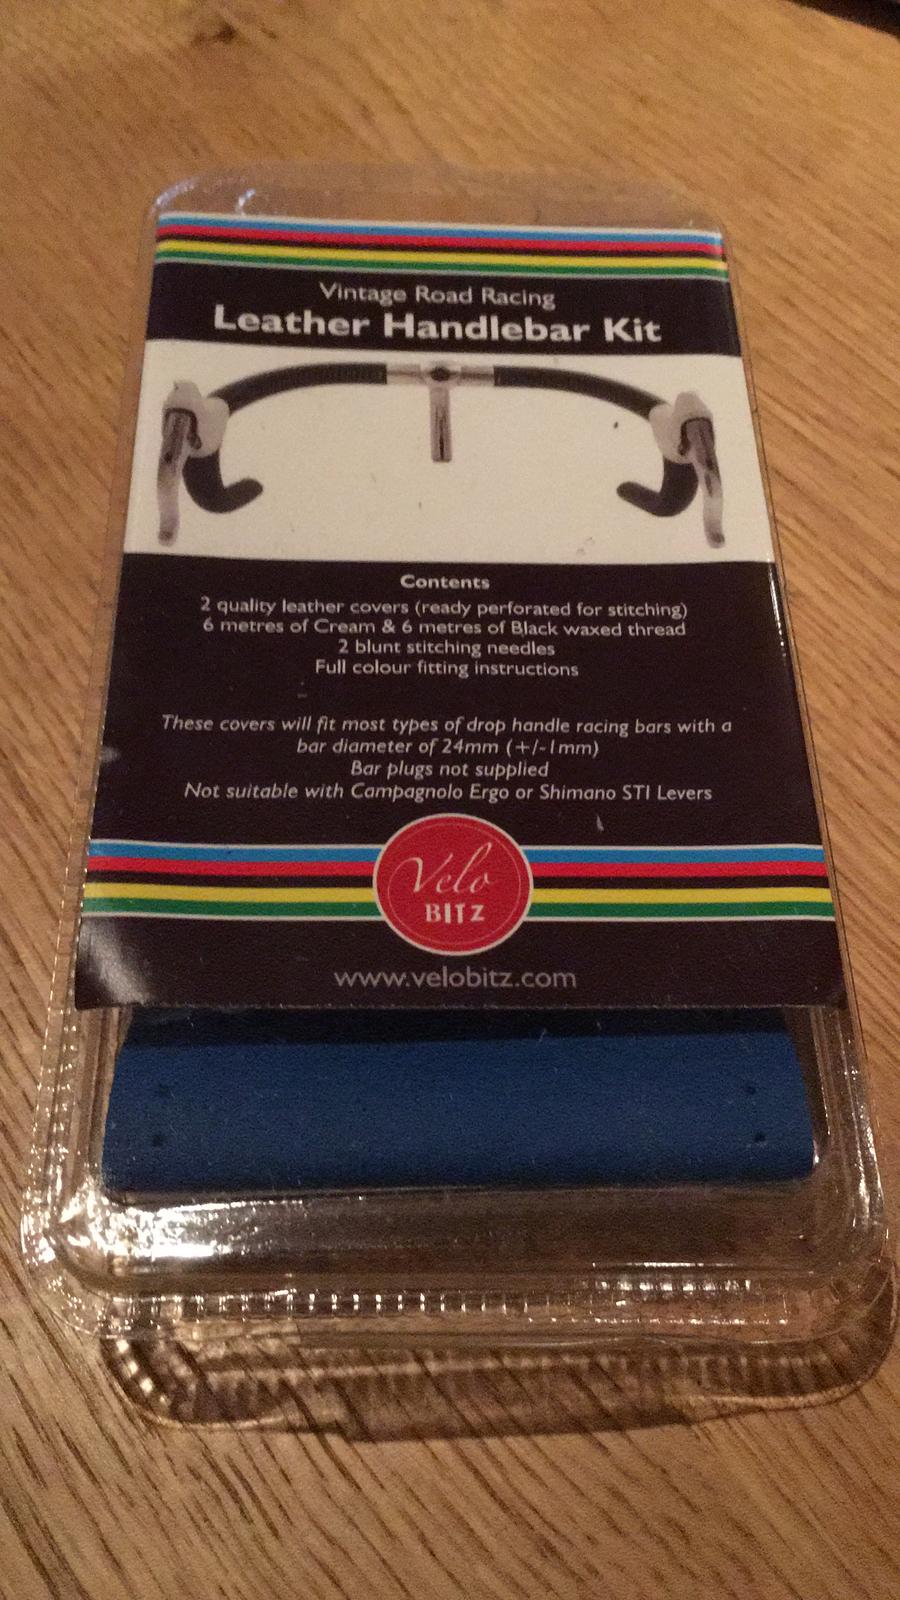 Vintage Road Racing
Leather Handlebar Kit
Contents
2 quality leather covers (ready perforated for stitching)
6 metres of Cream & 6 metres of Black waxed thread
2 blunt stitching needles
Full colour fitting instructions
These covers will fit most types of drop handle racing bars with a
bar diameter of 24mm (+/-1mm)
Bar plugs not supplied
Not suitable with Campagnolo Ergo or Shimano STI Levers
Velo
BITZ
www.velobitz.com